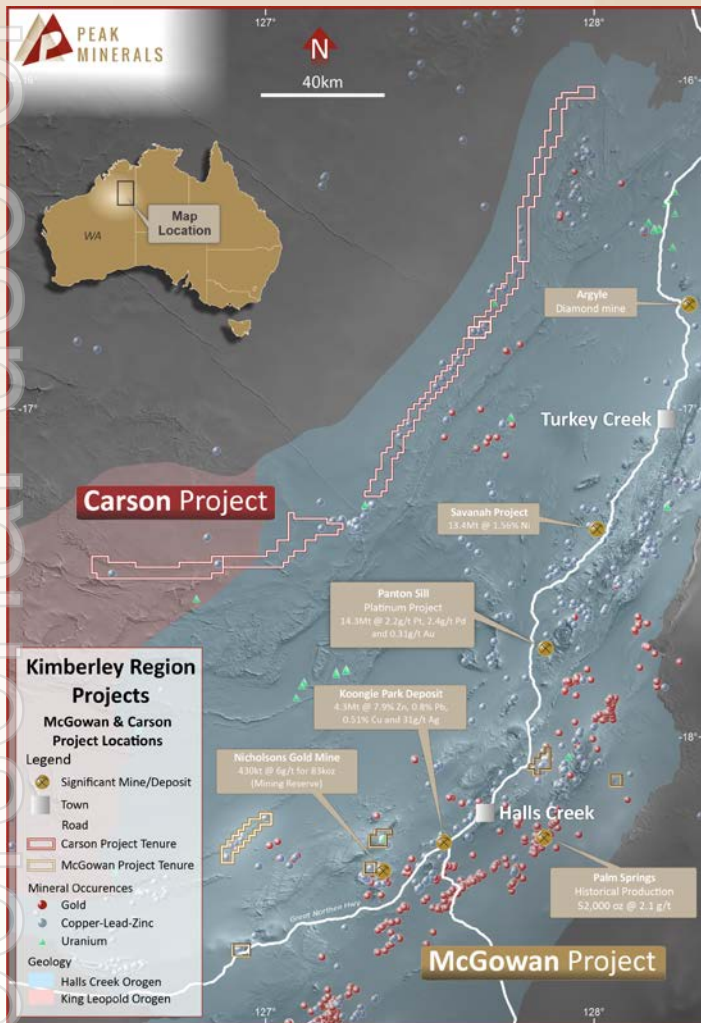 PEAK
MINERALS
127°
128°
N
40km
-16°
WA
Map
Location
Argyle
Diamond mine
-17°
-17°
Turkey Creek
Carson Project
Savanah Project
13.4Mt @ 1.56% Ni
Panton Sill
Platinum Project
14.3Mt @ 2.2g/t Pt, 2.4g/t Pd
and 0.31g/t Au
Koongie Park Deposit
4.3Mt @ 7.9% Zn, 0.8% Pb,
0.51% Cu and 31g/t Ag
Nicholsons Gold Mine
430kt @ 6g/t for 83koz
(Mining Reserve)
-18°
Halls Creek
Palm Springs
Historical Production
52,000 oz @ 2.1 g/t
Great Northen Hwy
McGowan Project
Kimberley Region
Projects
McGowan & Carson
Project Locations
Legend
Significant Mine/Deposit
Town
Road
Carson Project Tenure
McGowan Project Tenure
Mineral Occurences
Gold
Copper-Lead-Zinc
Uranium
Geology
Halls Creek Orogen
King Leopold Orogen
127°
128°